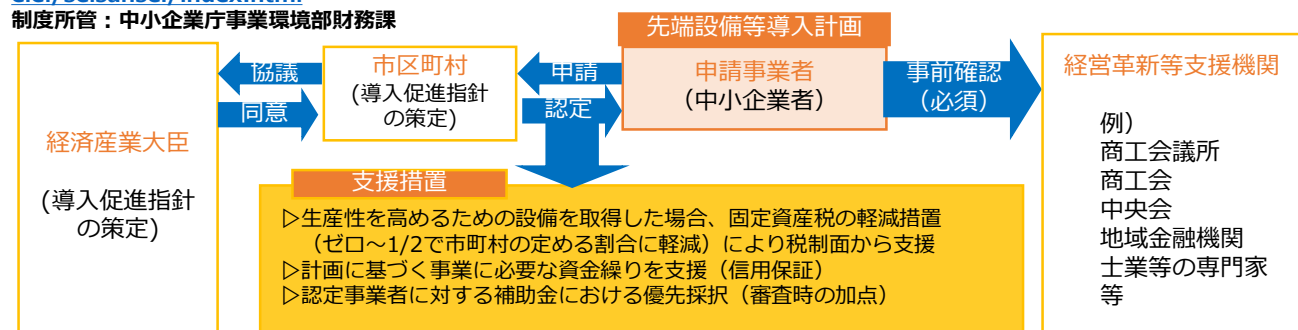 制度所管：中小企業庁事業環境部財務課
先端設備等導入計画
経済産業大臣
(導入促進指針
の策定)
協議
同意
市区町村
(導入促進指針
の策定)
申請
認定
申請事業者
（中小企業者）
事前確認
（必須）
経営革新等支援機関
例）
商工会議所
商工会
中央会
地域金融機関
士業等の専門家
等
支援措置
▷生産性を高めるための設備を取得した場合、固定資産税の軽減措置
（ゼロ～1/2で市町村の定める割合に軽減）により税制面から支援
▷計画に基づく事業に必要な資金繰りを支援（信用保証）
▷認定事業者に対する補助金における優先採択（審査時の加点）